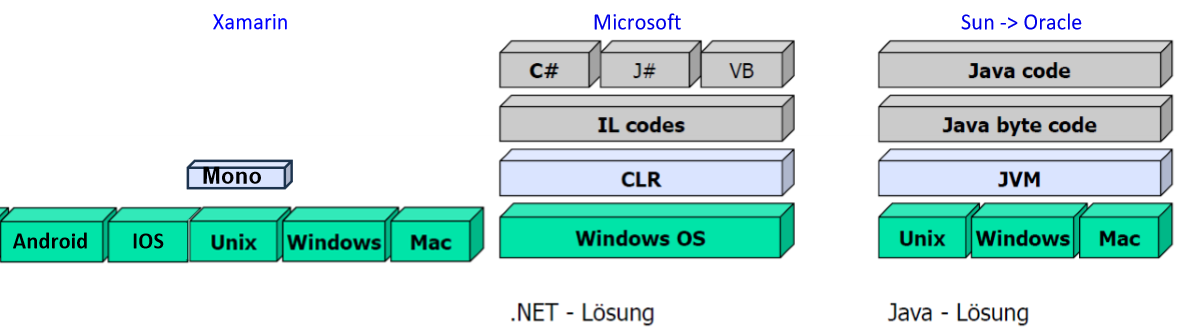 Xamarin Microsoft Sun -> Oracle
C# J# VB Java code
IL codes Java byte code
Mono CLR JVM
Android IOS Unix Windows Mac Windows OS Unix Windows Mac
.NET - Lösung Java - Lösung